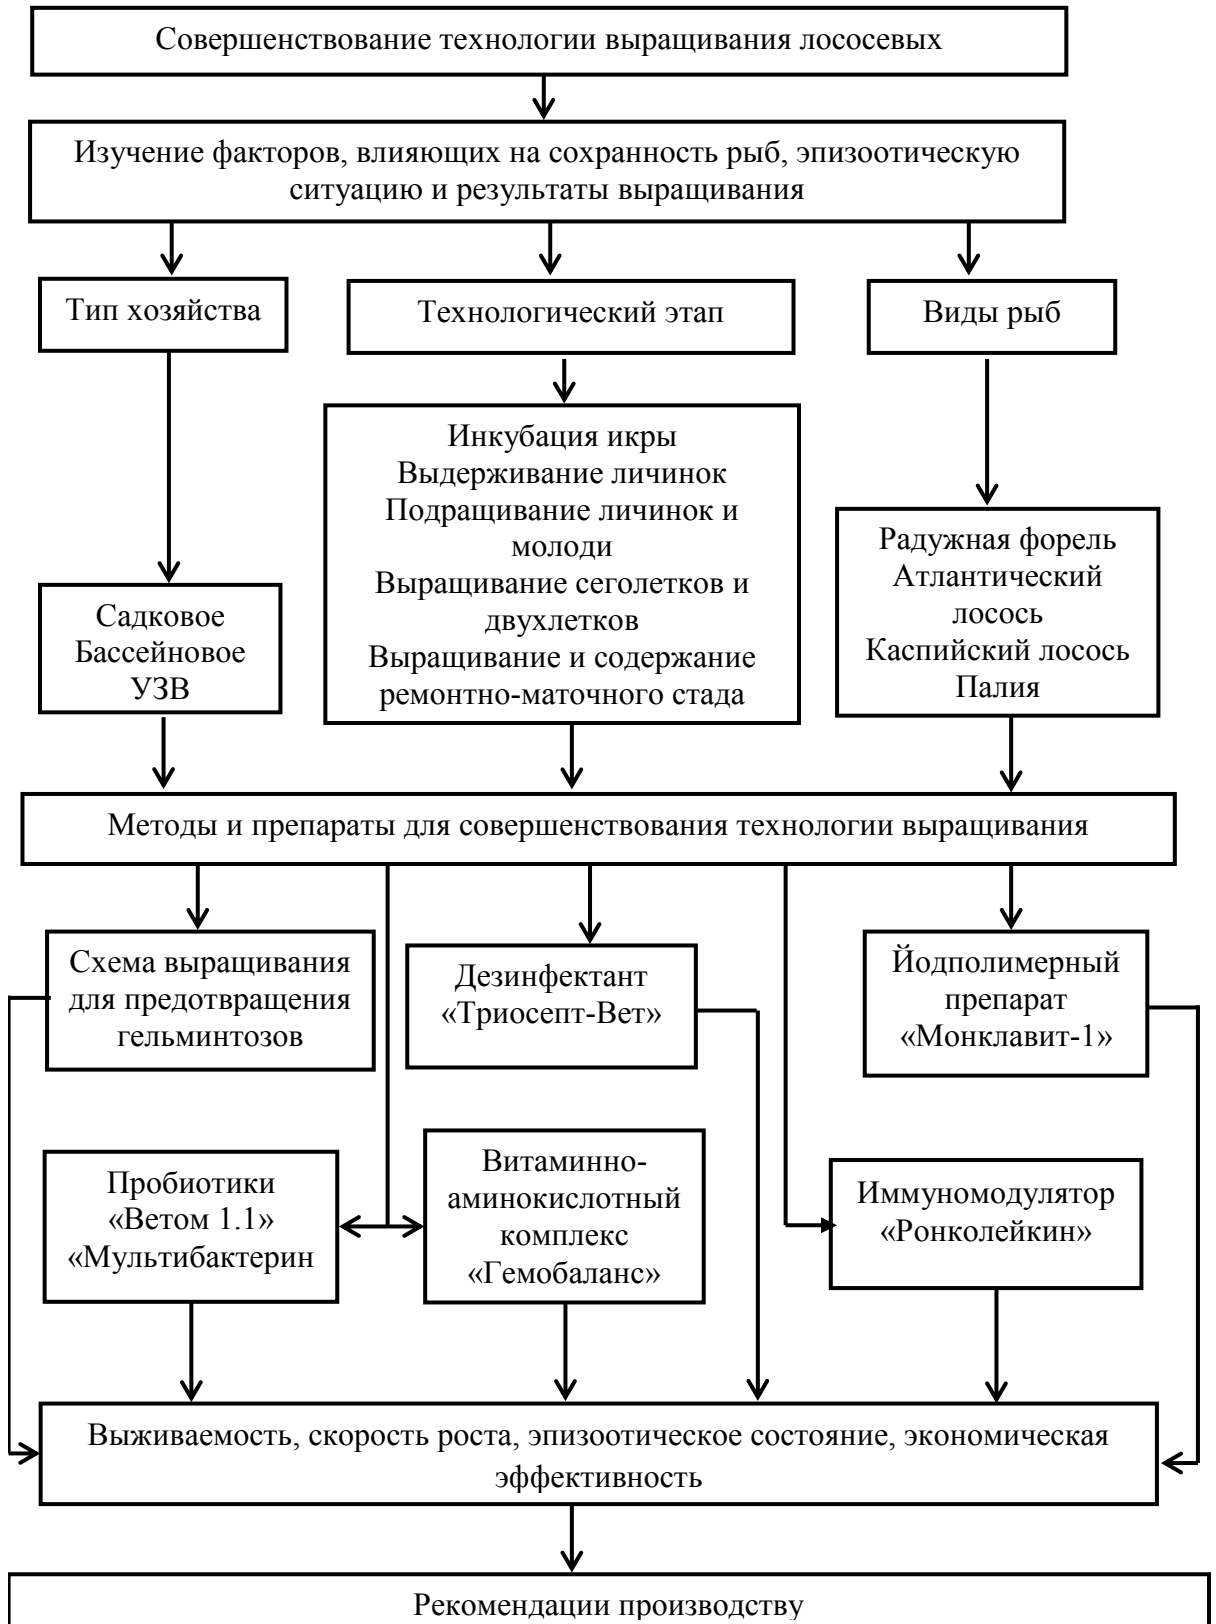 Совершенствование технологии выращивания лососевых
Изучение факторов, влияющих на сохранность рыб, эпизоотическую
ситуацию и результаты выращивания
Тип хозяйства
Технологический этап
Виды рыб
Садковое
Бассейновое
УЗВ
Инкубация икры
Выдерживание личинок
Подращивание личинок и
молоди
Выращивание сеголетков и
двухлетков
Выращивание и содержание
ремонтно-маточного стада
Радужная форель
Атлантический
лосось
Каспийский лосось
Палия
Методы и препараты для совершенствования технологии выращивания
Схема выращивания
для предотвращения
гельминтозов
Дезинфектант
«Триосепт-Вет»
Йодполимерный
препарат
«Монклавит-1»
Пробиотики
«Ветом 1.1»
«Мультибактерин
Витаминно-
аминокислотный
комплекс
«Гемобаланс»
Иммуномодулятор
«Ронколейкин»
Выживаемость, скорость роста, эпизоотическое состояние, экономическая
эффективность
Рекомендации производству